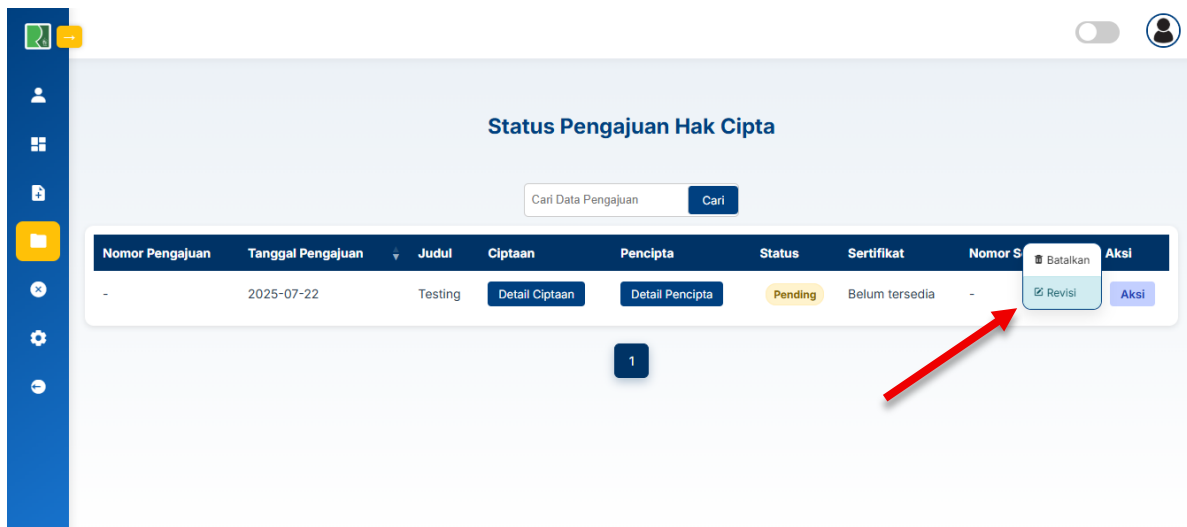 Status Pengajuan Hak Cipta
Cari Data Pengajuan Cari
Nomor Pengajuan Tanggal Pengajuan Judul Ciptaan Pencipta Status Sertifikat Nomor S Aksi
Batalkan
- 2025-07-22 Testing Detail Ciptaan Detail Pencipta Pending Belum tersedia - Revisi Aksi
1